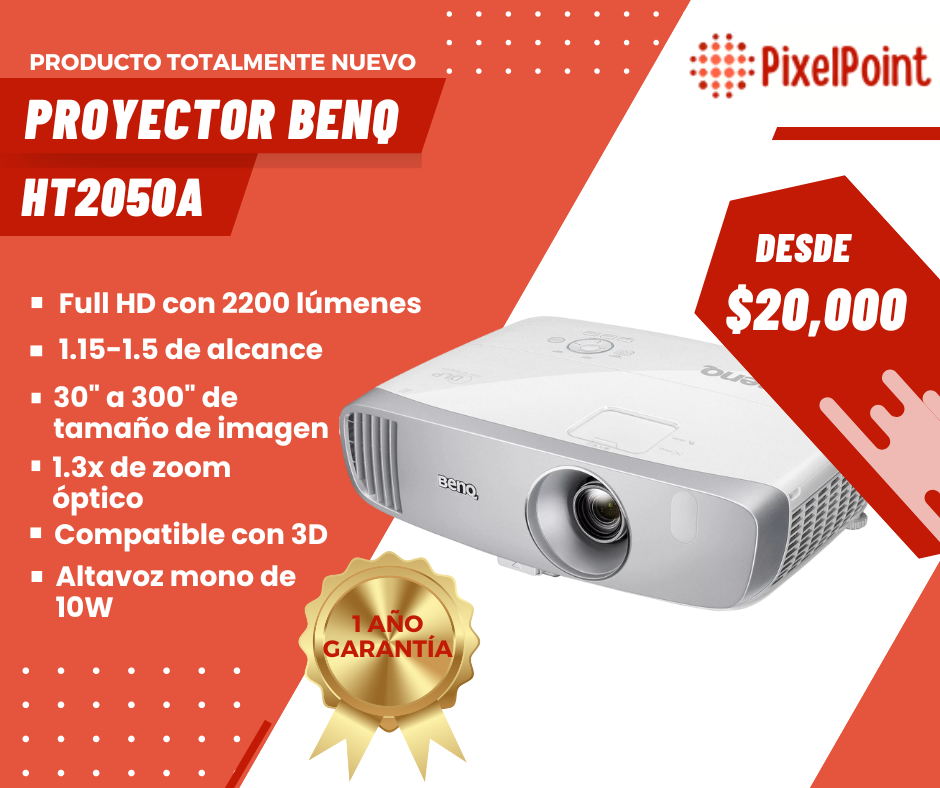 PRODUCTO TOTALMENTE NUEVO
PixelPoint
PROYECTOR BENQ
HT2050A
DESDE
$20,000
Full HD con 2200 lúmenes
1.15-1.5 de alcance
30" a 300" de
tamaño de imagen
1.3x de zoom
óptico
Compatible con 3D
Altavoz mono de
10W
BenQ
DLP
BenQ
1 AÑO
GARANTÍA